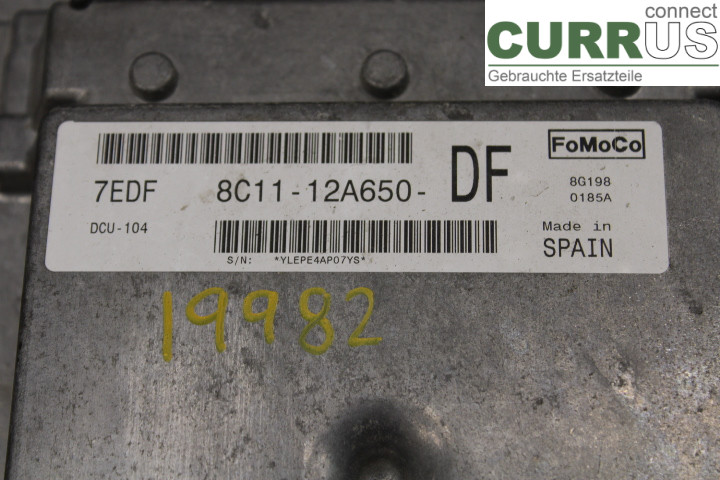 connect
CURRUS
Gebrauchte Ersatzteile
7EDF 8C11-12A650- DF
FoMoCo
8G198
0185A
DCU-104
Made in
SPAIN
S/N: *YLEPE4AP07YS*
19982